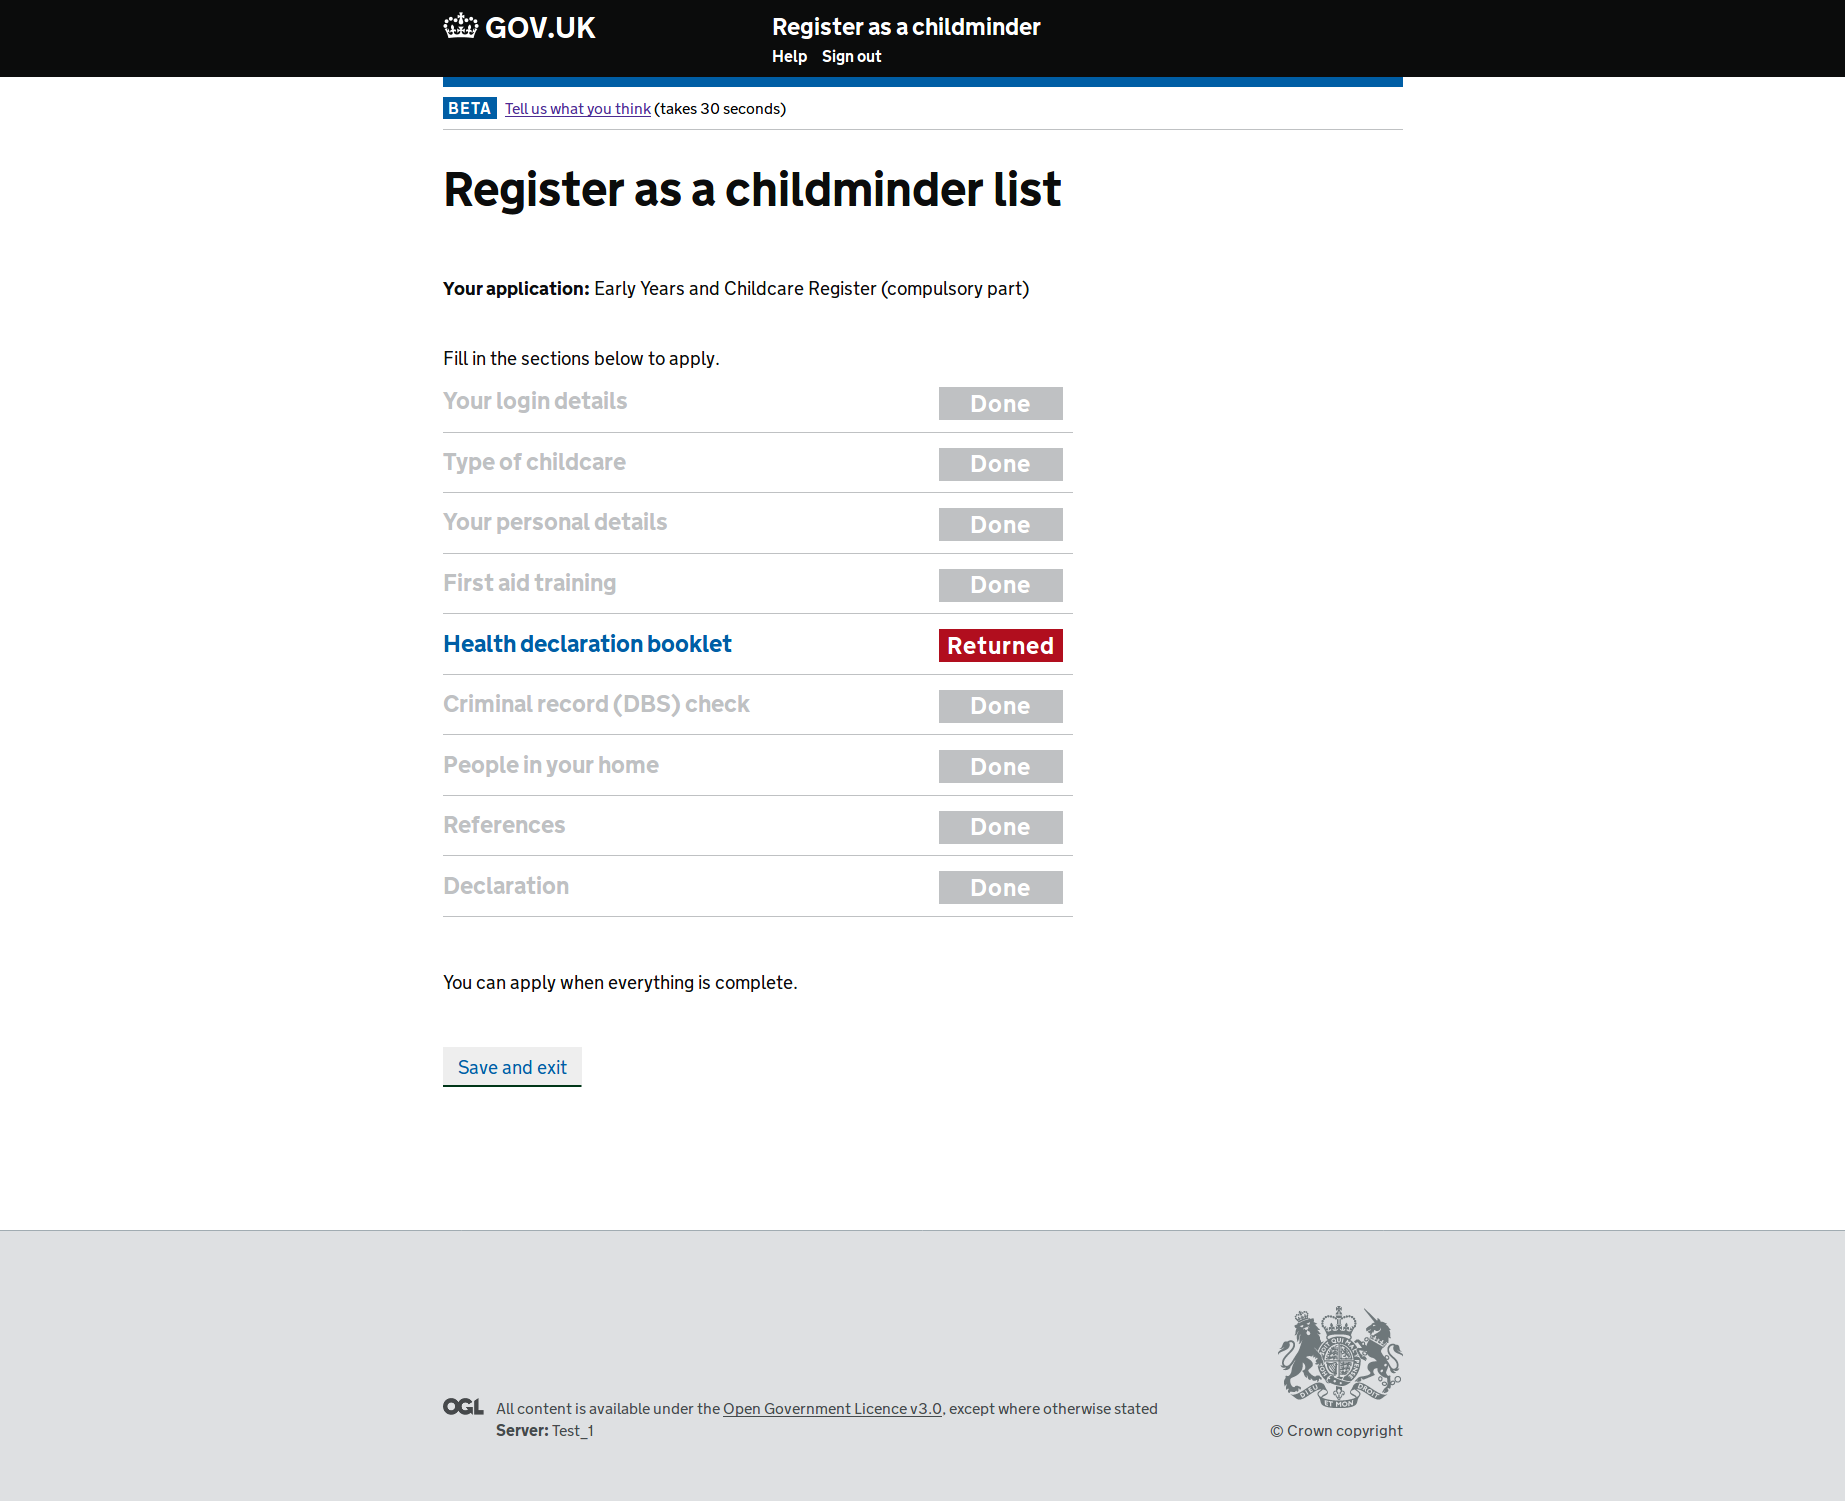 GOV.UK
Register as a childminder
Help Sign out
BETA Tell us what you think (takes 30 seconds)
Register as a childminder list
Your application: Early Years and Childcare Register (compulsory part)
Fill in the sections below to apply.
Your login details Done
Type of childcare Done
Your personal details Done
First aid training Done
Health declaration booklet Returned
Criminal record (DBS) check Done
People in your home Done
References Done
Declaration Done
You can apply when everything is complete.
Save and exit
OGL All content is available under the Open Government Licence v3.0, except where otherwise stated
Server: Test_1
DIEU ET MON DROIT
© Crown copyright